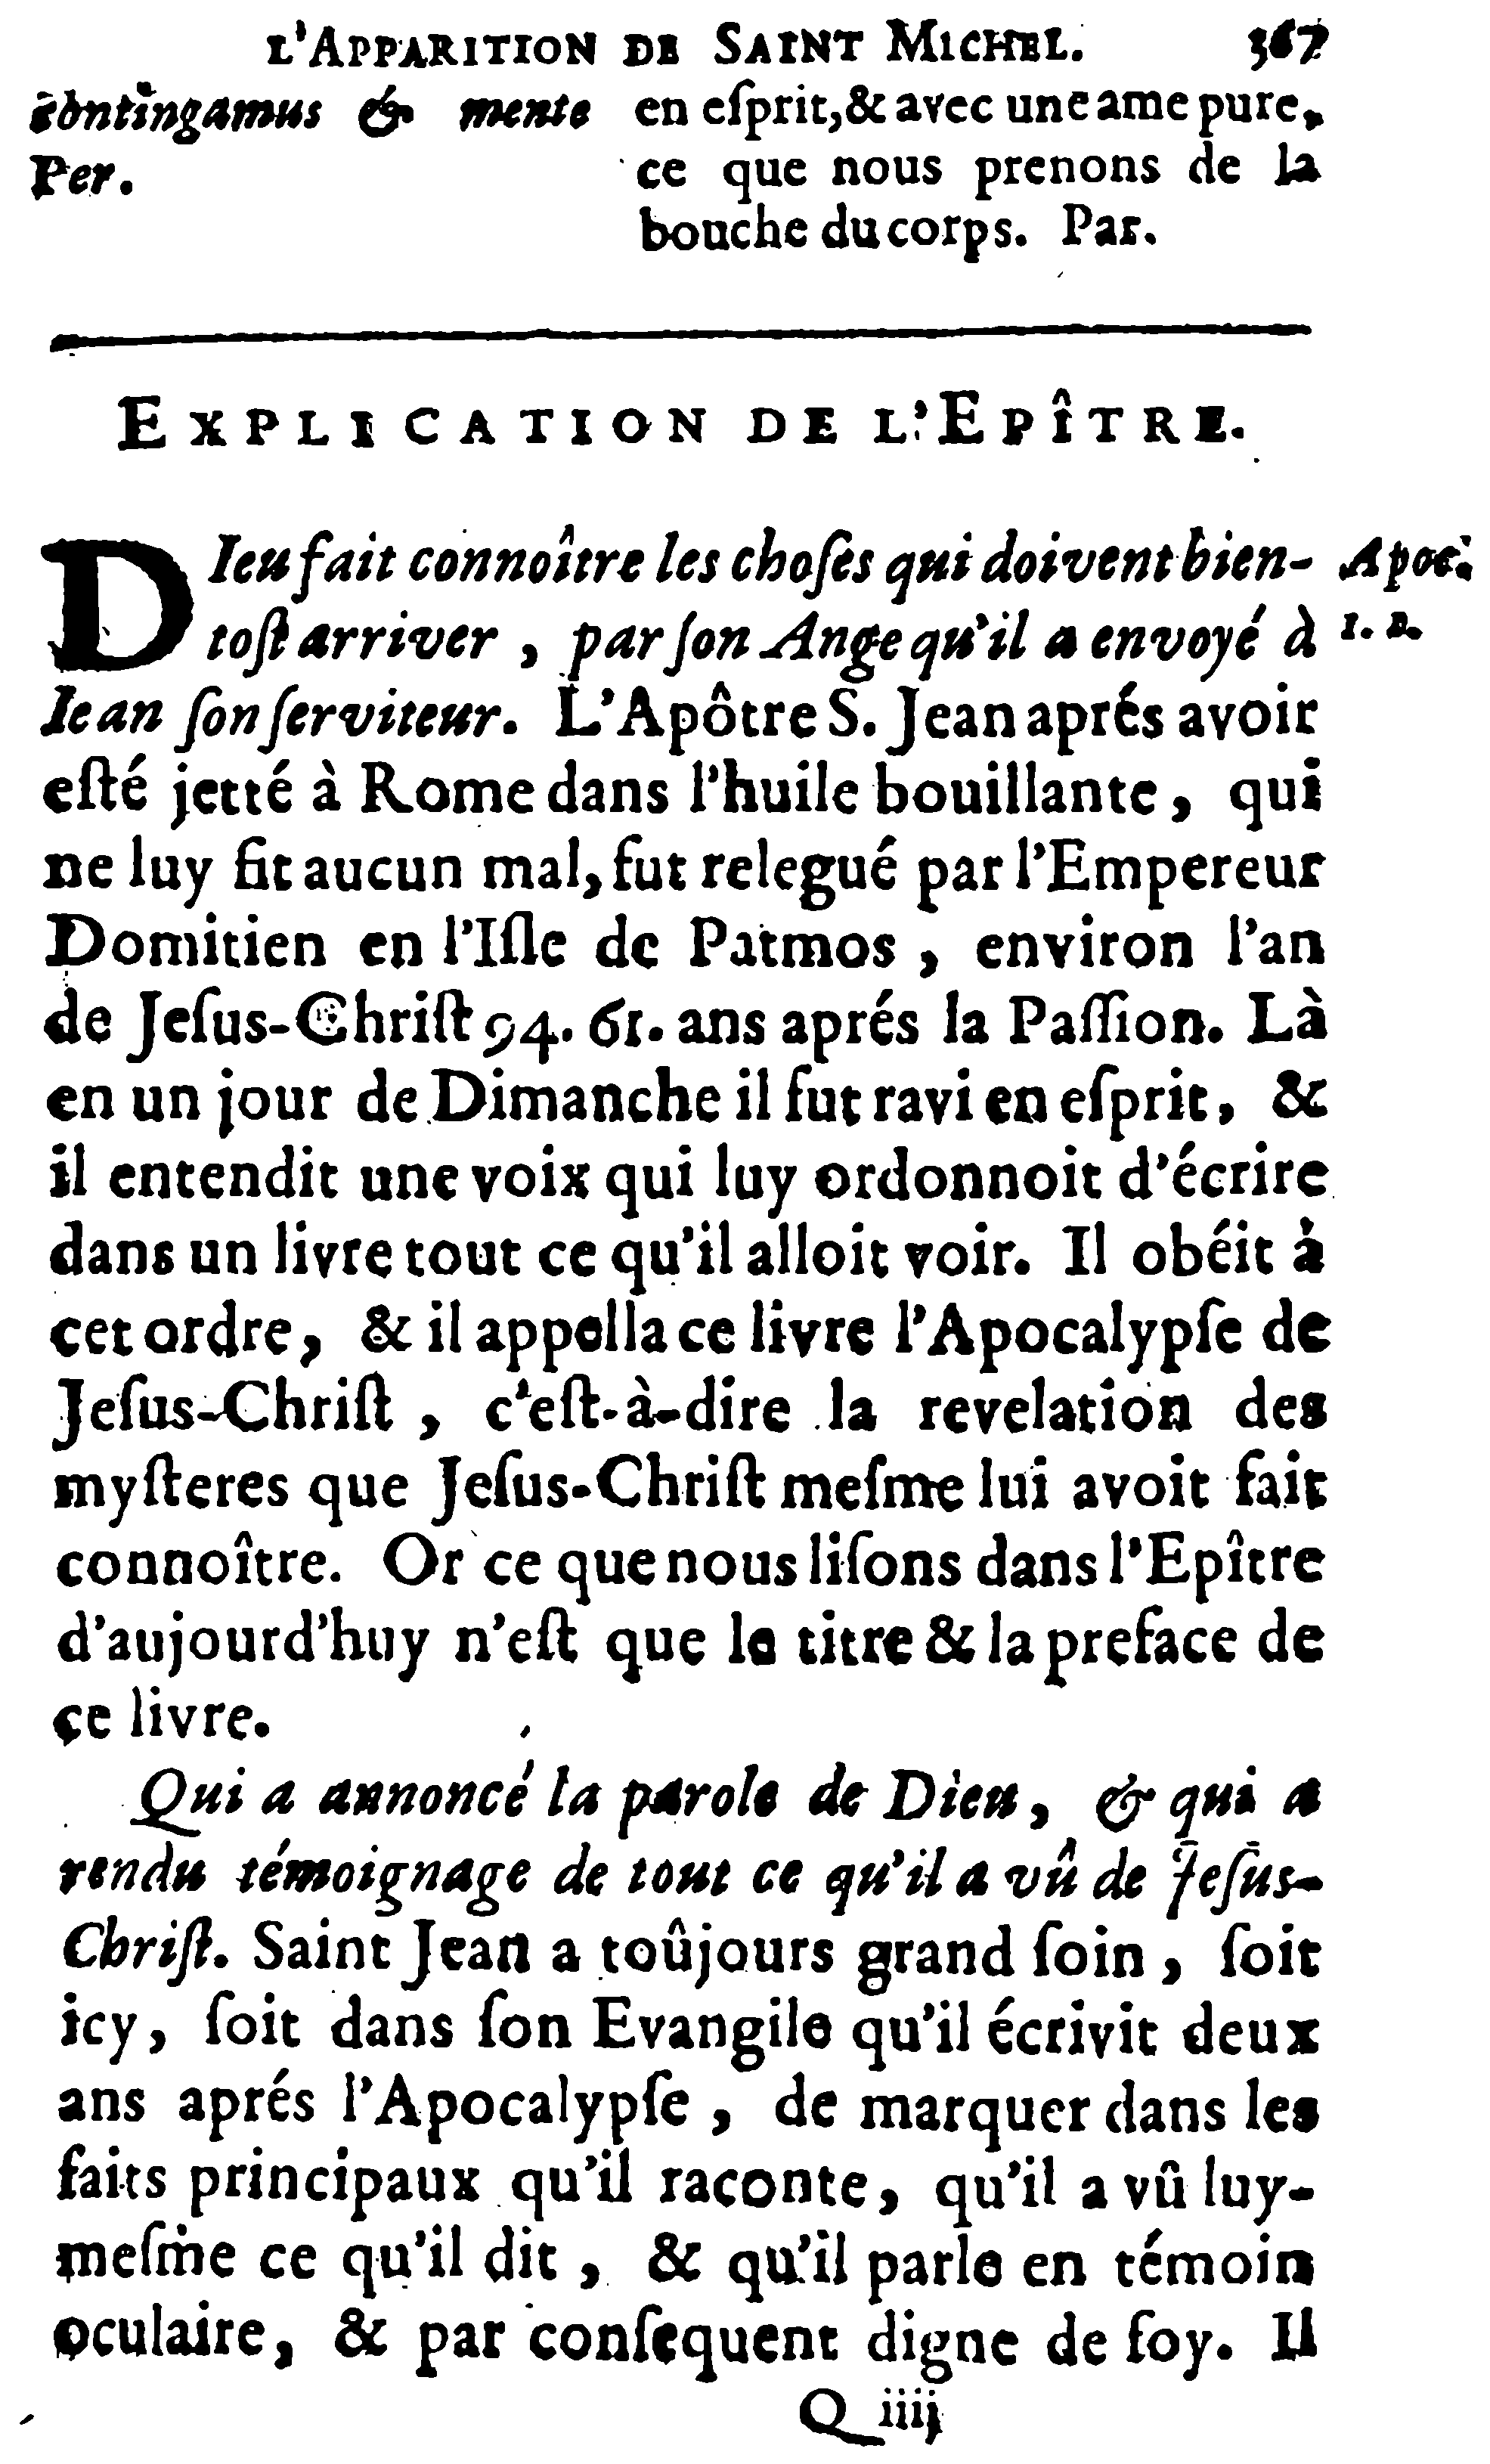 L'APPARITION DE SAINT MICHEL. 367
contingamus & mente
Per.
en eſprit, & avec une ame pure,
ce que nous prenons de la
bouche du corps. Par.
EXPLICATION DE L'EPÎTRE.
DIeu fait connoître les choſes qui doivent bien-
toſt arriver, par ſon Ange qu'il a envoyé à
Iean ſon ſerviteur. L'Apôtre S. Jean aprés avoir
eſté jetté à Rome dans l'huile bouillante, qui
ne luy fit aucun mal, fut relegué par l'Empereur
Domitien en l'Iſle de Patmos, environ l'an
de Jeſus-Chriſt 94. 61. ans aprés la Paſſion. Là
en un jour de Dimanche il fut ravi en eſprit, &
il entendit une voix qui luy ordonnoit d'écrire
dans un livre tout ce qu'il alloit voir. Il obéit à
cet ordre, & il appella ce livre l'Apocalypſe de
Jeſus-Chriſt, c'eſt-à-dire la revelation des
myſteres que Jeſus-Chriſt meſme lui avoit fait
connoître. Or ce que nous liſons dans l'Epître
d'aujourd'huy n'eſt que le titre & la preface de
ce livre.
Qui a annoncé la parole de Dieu, & qui a
rendu témoignage de tout ce qu'il a vû de Jeſus-
Chriſt. Saint Jean a toûjours grand ſoin, ſoit
icy, ſoit dans ſon Evangile qu'il écrivit deux
ans aprés l'Apocalypſe, de marquer dans les
faits principaux qu'il raconte, qu'il a vû luy-
meſme ce qu'il dit, & qu'il parle en témoin
oculaire, & par conſequent digne de foy. Il
Q iiij
Apoc.
1. 2.